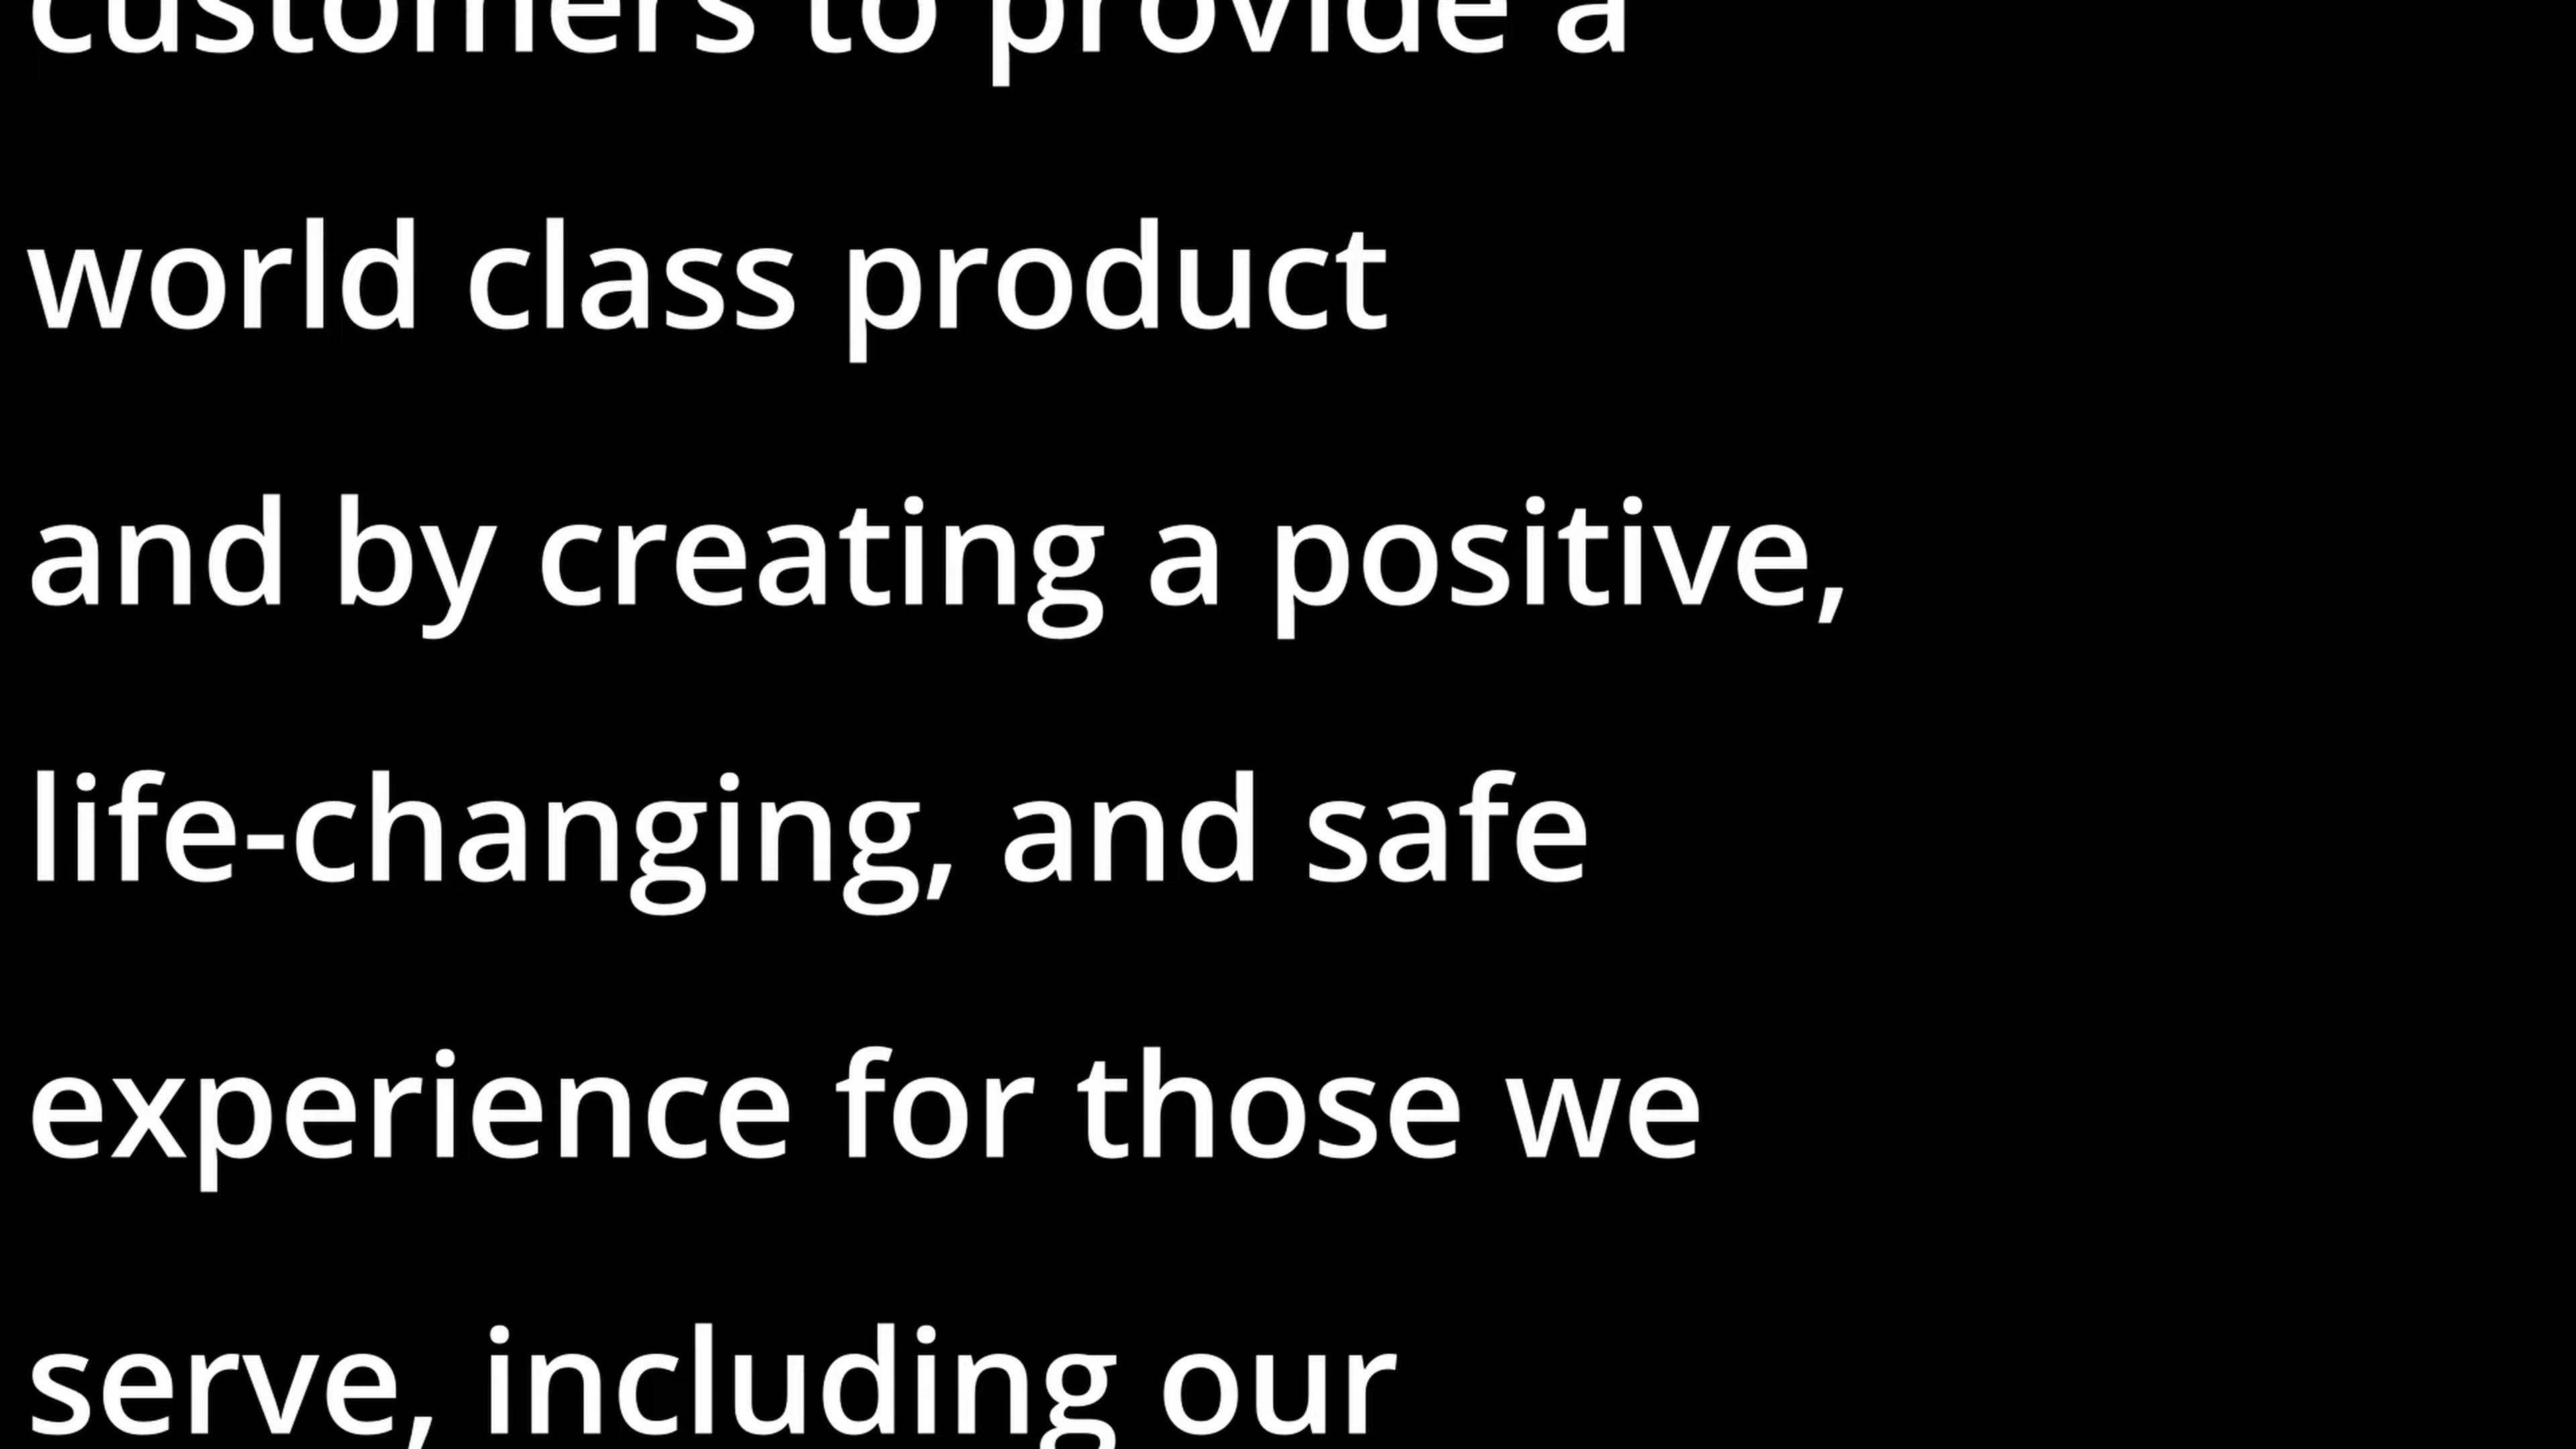 customers to provide a
world class product
and by creating a positive,
life-changing, and safe
experience for those we
serve, including our